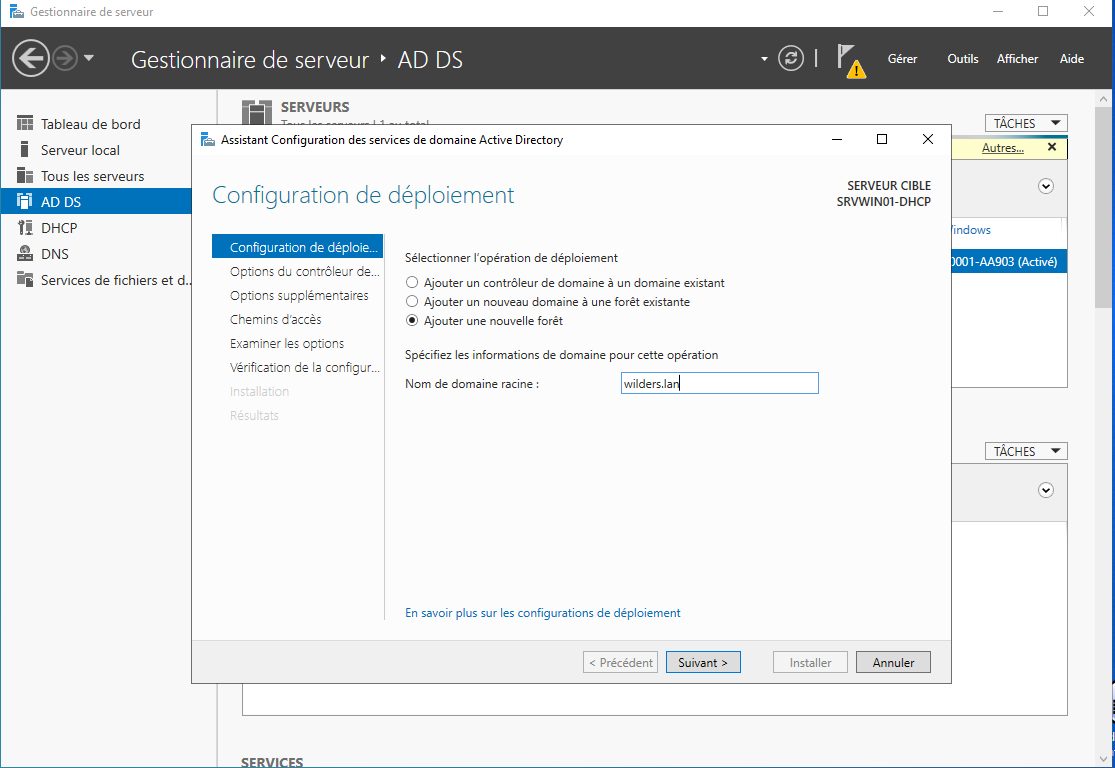 Gestionnaire de serveur
Gestionnaire de serveur ‣ AD DS
Gérer Outils Afficher Aide
Tableau de bord
Serveur local
Tous les serveurs
AD DS
DHCP
DNS
Services de fichiers et d...
SERVEURS
TÂCHES
Autres...
Windows
0001-AA903 (Activé)
Assistant Configuration des services de domaine Active Directory
Configuration de déploiement
SERVEUR CIBLE
SRVWIN01-DHCP
Configuration de déploie...
Options du contrôleur de...
Options supplémentaires
Chemins d'accès
Examiner les options
Vérification de la configur...
Installation
Résultats
Sélectionner l'opération de déploiement
Ajouter un contrôleur de domaine à un domaine existant
Ajouter un nouveau domaine à une forêt existante
Ajouter une nouvelle forêt
Spécifiez les informations de domaine pour cette opération
Nom de domaine racine : wilders.lan
En savoir plus sur les configurations de déploiement
< Précédent Suivant > Installer Annuler
TÂCHES
SERVICES